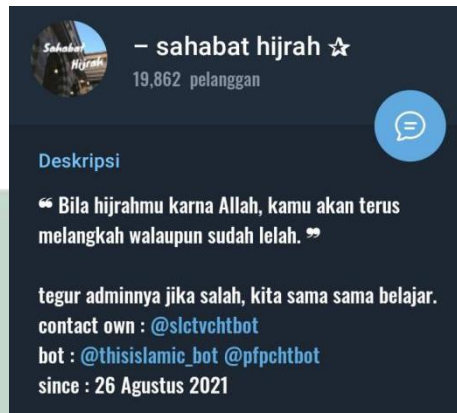 Sahabat
Hijrah
– sahabat hijrah ✰
19,862 pelanggan
Deskripsi
❝ Bila hijrahmu karna Allah, kamu akan terus
melangkah walaupun sudah lelah. ❞
tegur adminnya jika salah, kita sama sama belajar.
contact own : @slctvchtbot
bot : @thisislamic_bot @pfpchtbot
since : 26 Agustus 2021